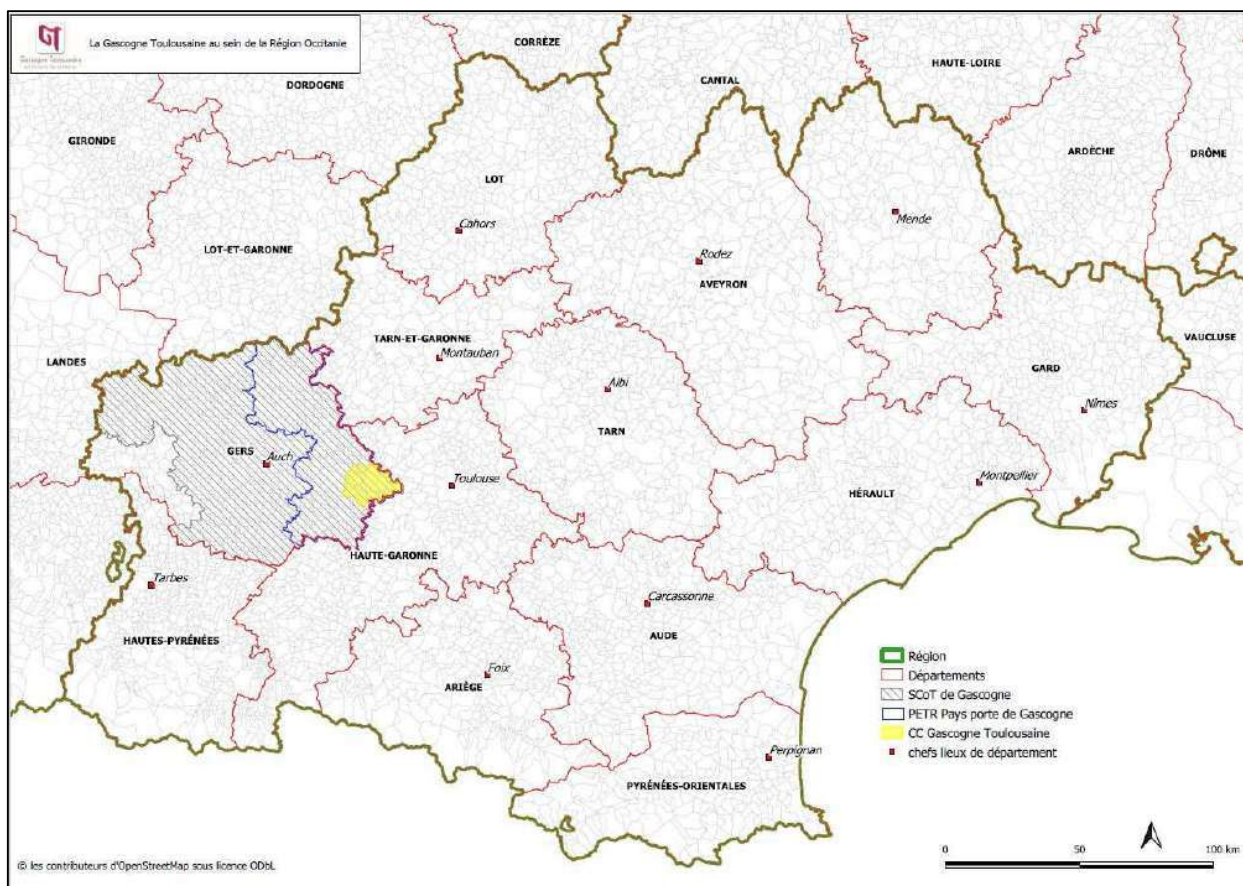 GT
Gascogne Toulousaine
La Gascogne Toulousaine au sein de la Région Occitanie
CORRÈZE
HAUTE-LOIRE
CANTAL
DORDOGNE
GIRONDE
ARDÈCHE
DRÔME
LOT
Mende
Cahors
LOT-ET-GARONNE
Rodez
AVEYRON
TARN-ET-GARONNE
VAUCLUSE
LANDES
Montauban
GARD
Albi
Nîmes
TARN
GERS
Auch
Toulouse
Montpellier
HÉRAULT
HAUTE-GARONNE
Tarbes
Carcassonne
AUDE
HAUTES-PYRÉNÉES
Foix
ARIÈGE
Perpignan
PYRÉNÉES-ORIENTALES
Région
Départements
SCoT de Gascogne
PETR Pays porte de Gascogne
CC Gascogne Toulousaine
chefs lieux de département
0 50 100 km
© les contributeurs d'OpenStreetMap sous licence ODbL